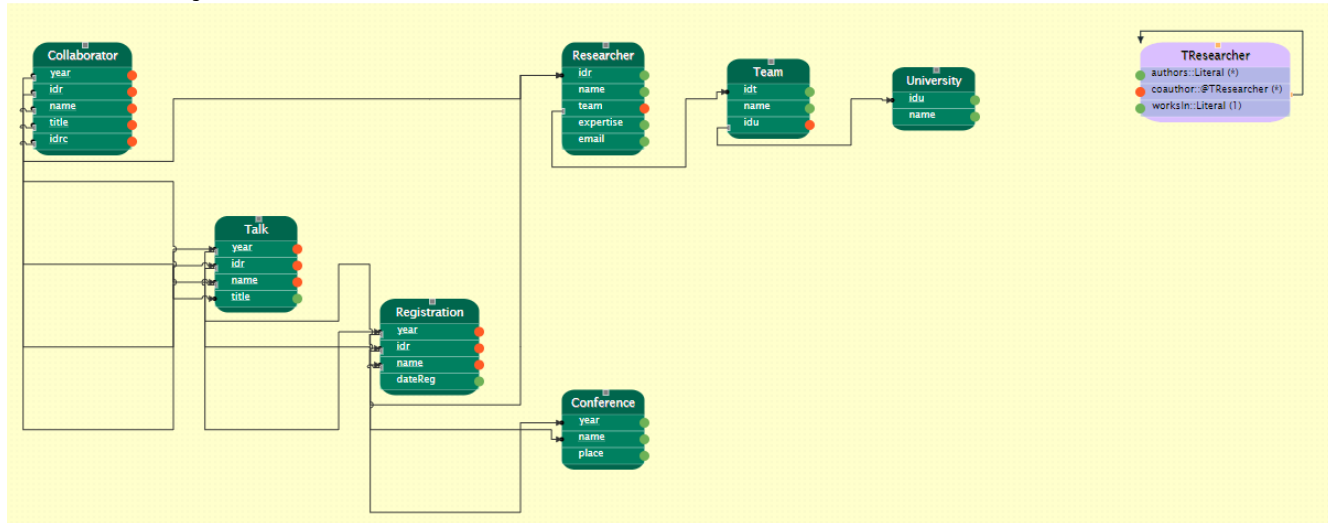 Collaborator
year
idr
name
title
idrc
Researcher
idr
name
team
expertise
email
Team
idt
name
idu
University
idu
name
TResearcher
authors::Literal (*)
coauthor::@TResearcher (*)
worksIn::Literal (1)
Talk
year
idr
name
title
Registration
year
idr
name
dateReg
Conference
year
name
place